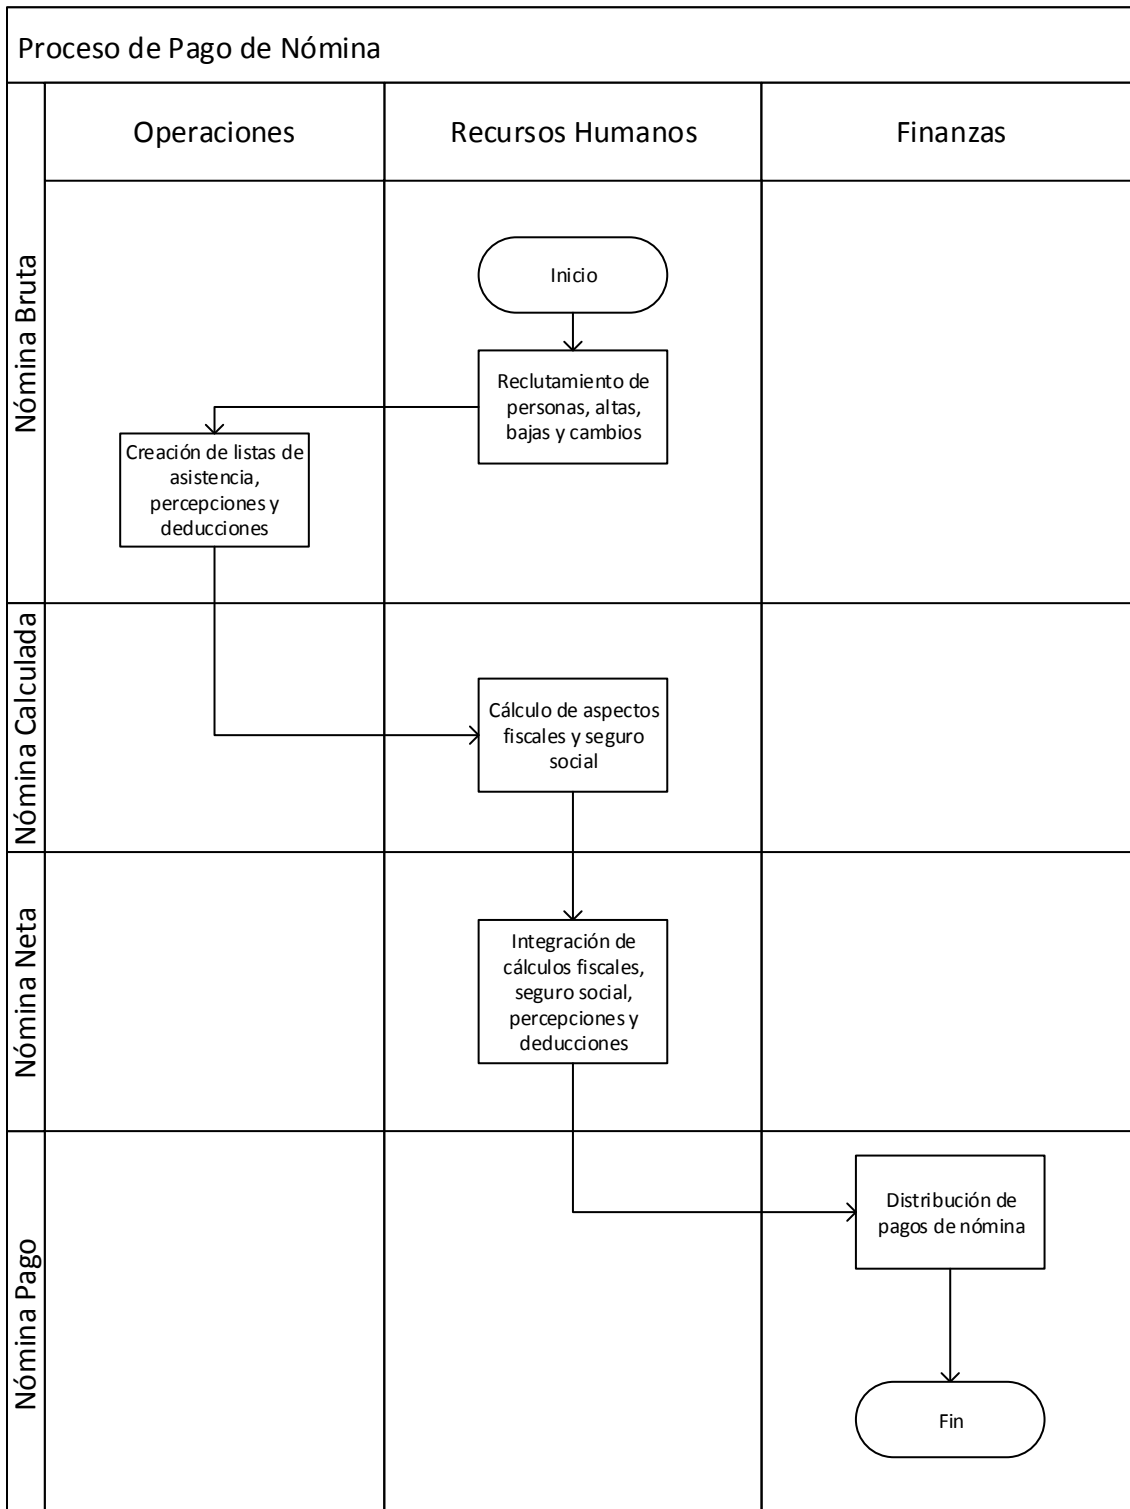 Proceso de Pago de Nómina
Operaciones
Recursos Humanos
Finanzas
Nómina Bruta
Inicio
Reclutamiento de
personas, altas,
bajas y cambios
Creación de listas de
asistencia,
percepciones y
deducciones
Nómina Calculada
Cálculo de aspectos
fiscales y seguro
social
Nómina Neta
Integración de
cálculos fiscales,
seguro social,
percepciones y
deducciones
Nómina Pago
Distribución de
pagos de nómina
Fin